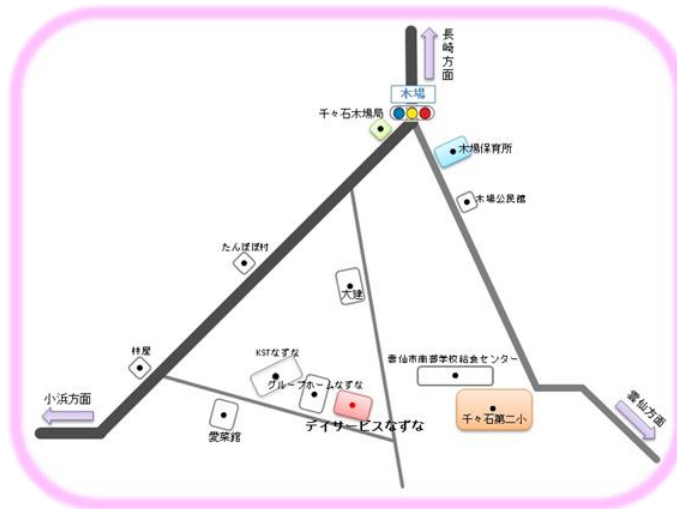 長崎方面
木場
千々石木場局
木場保育所
木場公民館
たんぽぽ村
大建
KSTなずな
雲仙市南部学校給食センター
林屋
グループホームなずな
小浜方面
雲仙方面
愛菜館
デイサービスなずな
千々石第二小